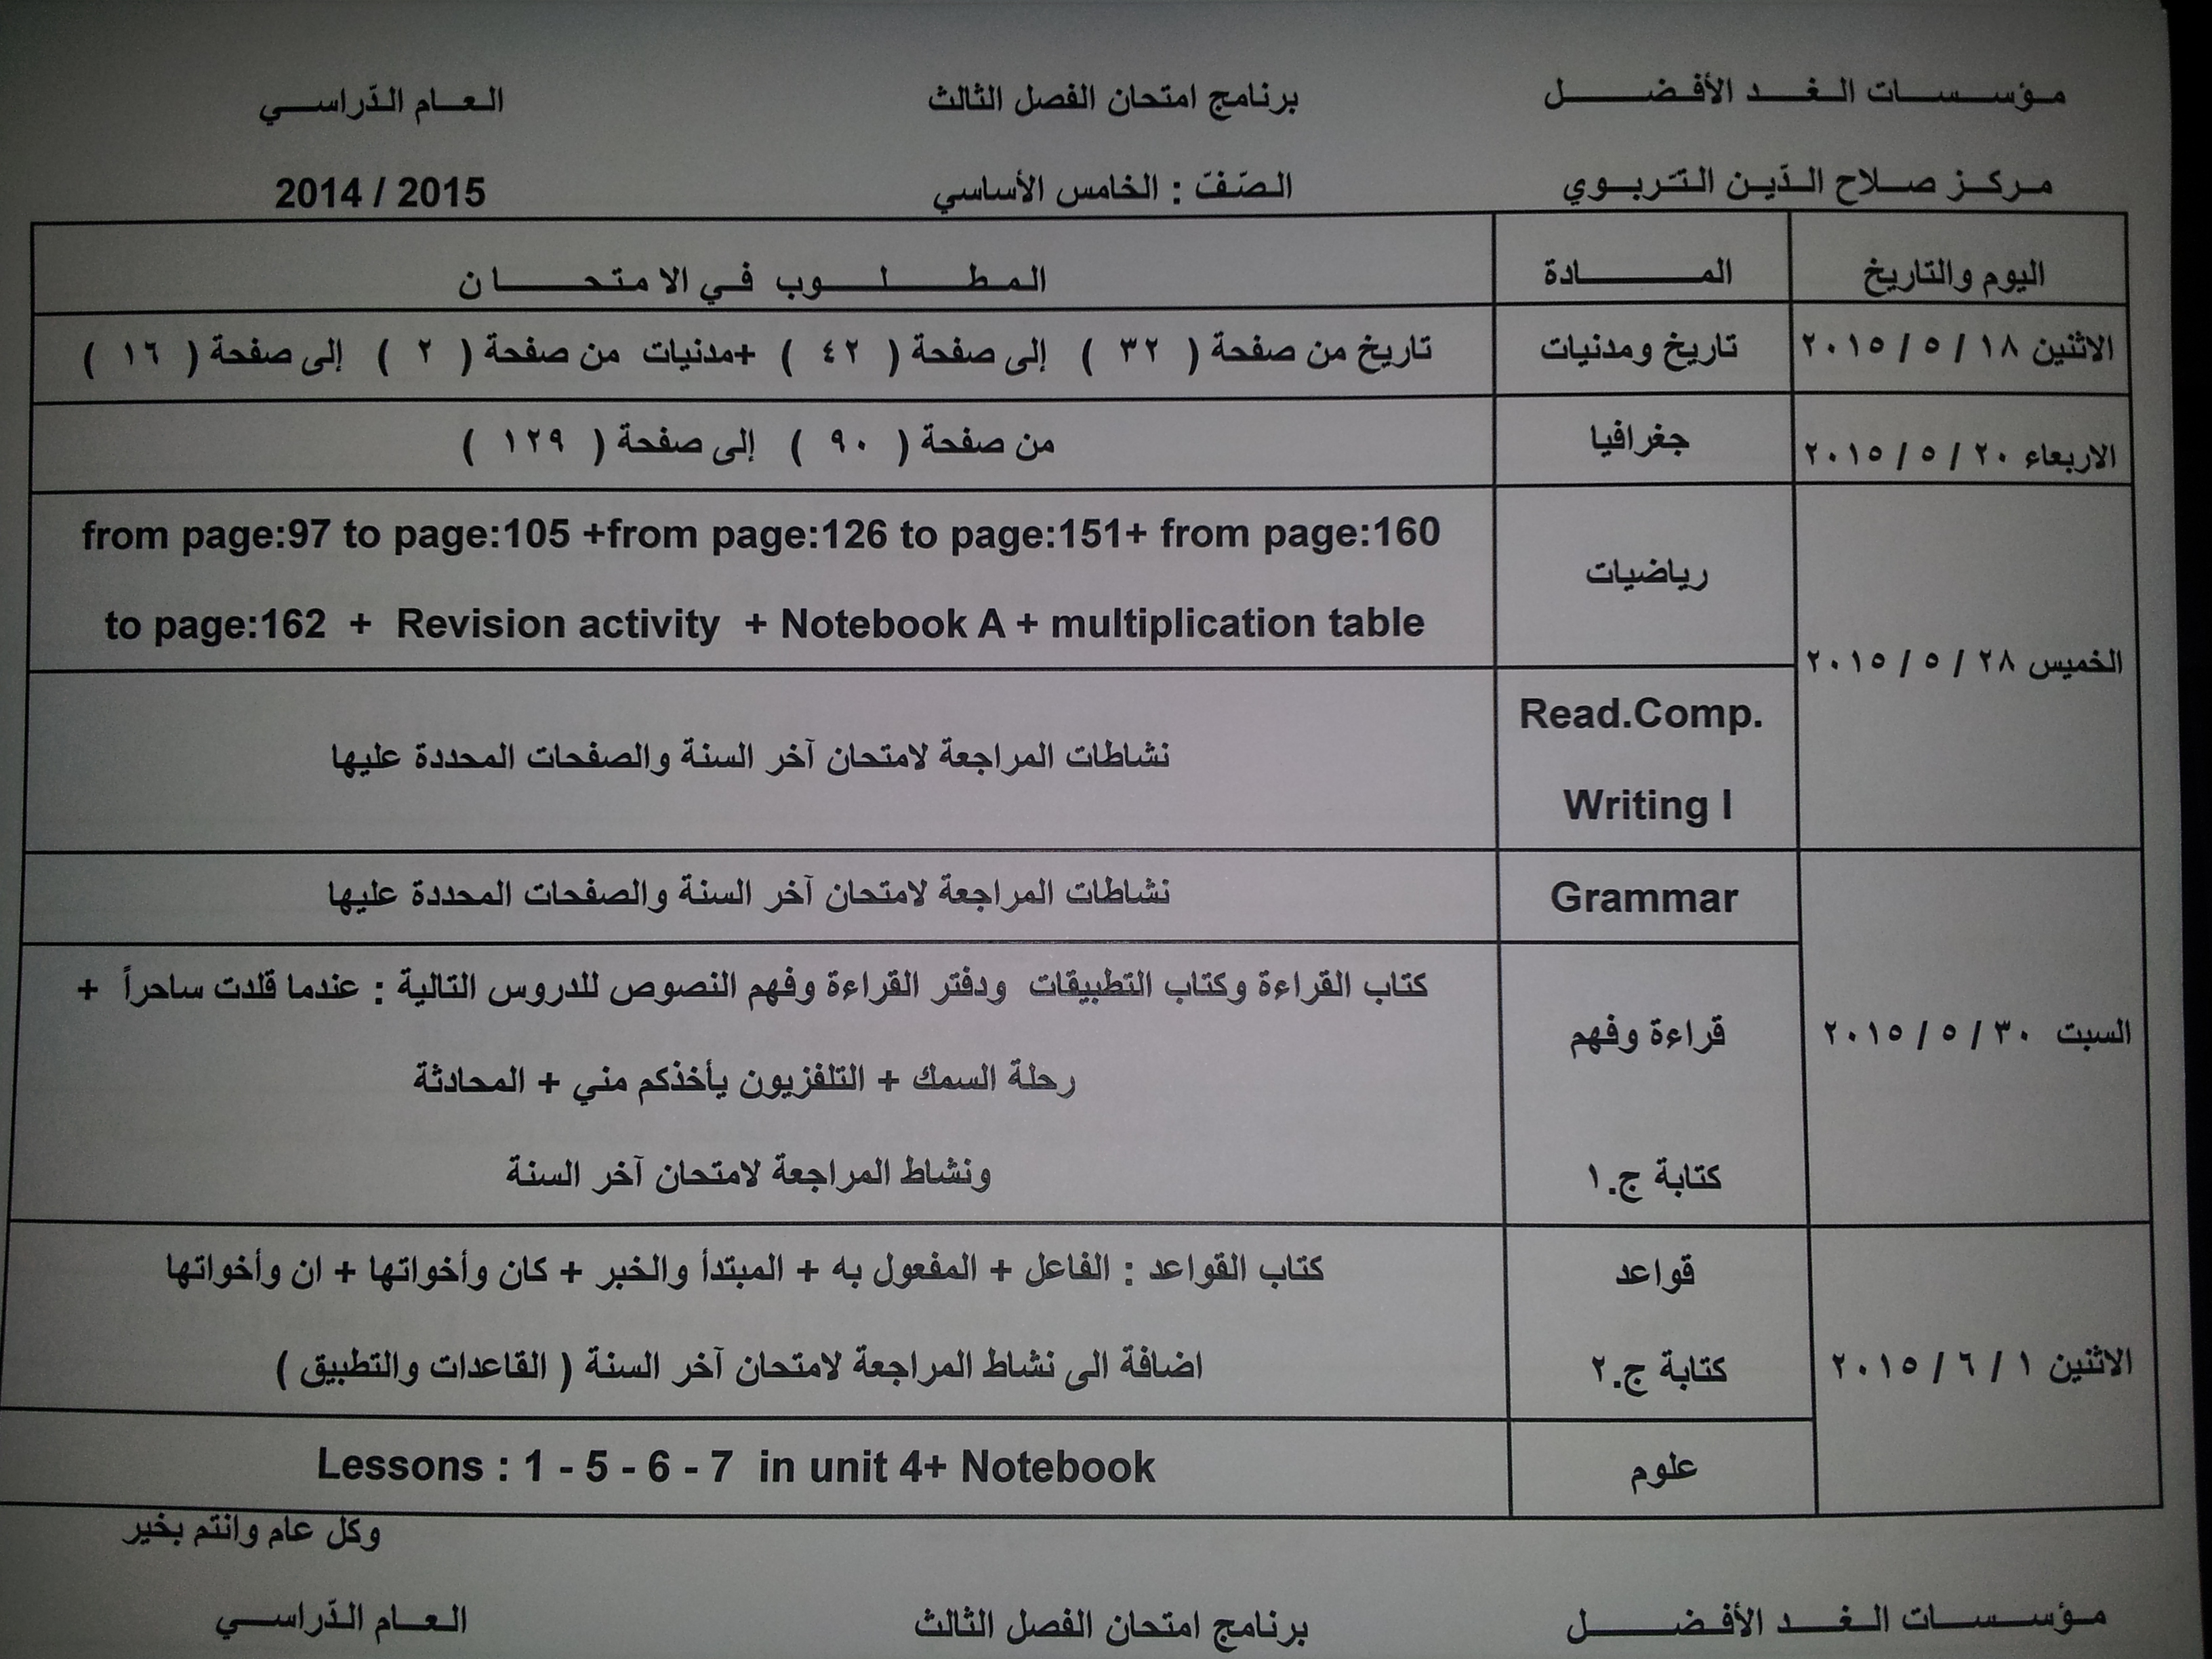 مؤسسات الغد الأفضل برنامج امتحان الفصل الثالث العام الدّراسي
مركز صلاح الدّين التّربوي الصّفّ : الخامس الأساسي 2014 / 2015
اليوم والتاريخ المادة المطلوب في الامتحان
الاثنين ١٨ / ٥ / ٢٠١٥ تاريخ ومدنيات تاريخ من صفحة ( ٣٢ ) إلى صفحة ( ٤٢ ) +مدنيات من صفحة ( ٢ ) إلى صفحة ( ١٦ )
الاربعاء ٢٠ / ٥ / ٢٠١٥ جغرافيا من صفحة ( ٩٠ ) إلى صفحة ( ١٢٩ )
الخميس ٢٨ / ٥ / ٢٠١٥
رياضيات
from page:97 to page:105 +from page:126 to page:151+ from page:160
to page:162 + Revision activity + Notebook A + multiplication table
Read.Comp.
Writing I
نشاطات المراجعة لامتحان آخر السنة والصفحات المحددة عليها
السبت ٣٠ / ٥ / ٢٠١٥
Grammar نشاطات المراجعة لامتحان آخر السنة والصفحات المحددة عليها
قراءة وفهم
كتابة ج.١
كتاب القراءة وكتاب التطبيقات ودفتر القراءة وفهم النصوص للدروس التالية : عندما قلدت ساحراً +
رحلة السمك + التلفزيون يأخذكم مني + المحادثة
ونشاط المراجعة لامتحان آخر السنة
الاثنين ١ / ٦ / ٢٠١٥
قواعد
كتابة ج.٢
كتاب القواعد : الفاعل + المفعول به + المبتدأ والخبر + كان وأخواتها + ان وأخواتها
اضافة الى نشاط المراجعة لامتحان آخر السنة ( القاعدات والتطبيق )
علوم Lessons : 1 - 5 - 6 - 7 in unit 4+ Notebook
وكل عام وانتم بخير
مؤسسات الغد الأفضل برنامج امتحان الفصل الثالث العام الدّراسي